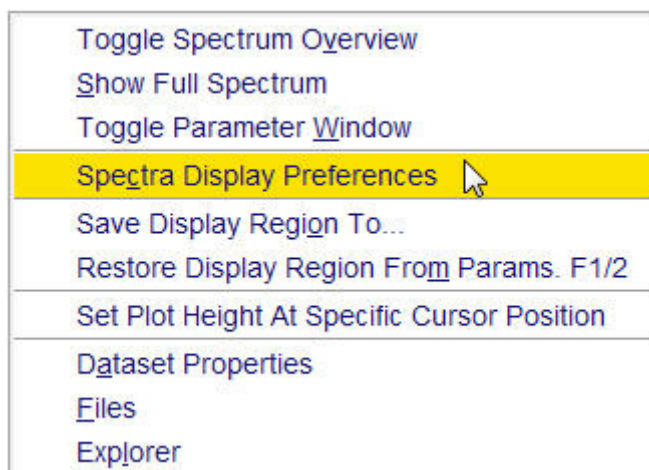 Toggle Spectrum Overview
Show Full Spectrum
Toggle Parameter Window
Spectra Display Preferences
Save Display Region To...
Restore Display Region From Params. F1/2
Set Plot Height At Specific Cursor Position
Dataset Properties
Files
Explorer